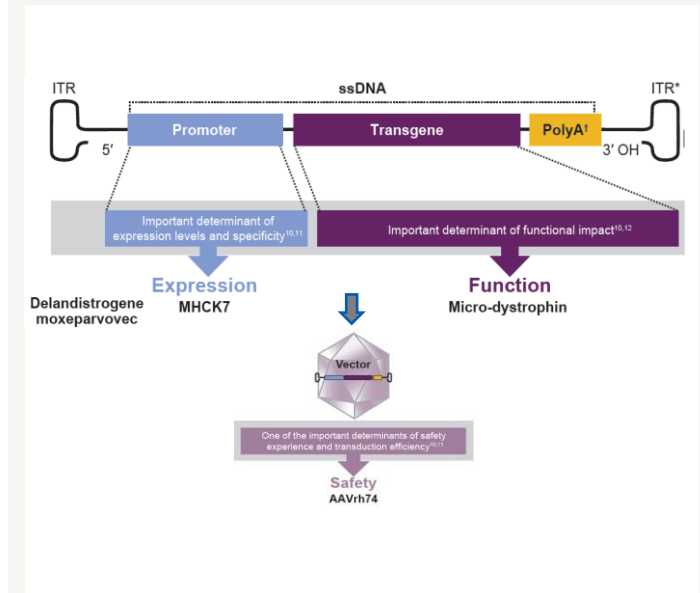 ITR
ssDNA
ITR*
Promoter
Transgene
PolyA†
5′
3′ OH
Important determinant of
expression levels and specificity10,11
Important determinant of functional impact10,12
Expression
Function
MHCK7
Micro-dystrophin
Delandistrogene
moxeparvovec
Vector
One of the important determinants of safety
experience and transduction efficiency10,11
Safety
AAVrh74